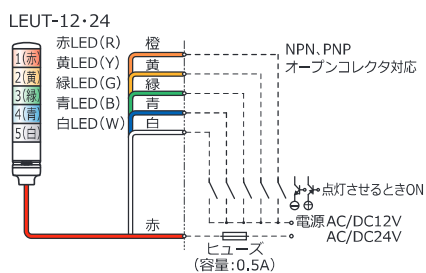 LEUT-12・24
赤LED(R) 橙
黄LED(Y) 黄
緑LED(G) 緑
青LED(B) 青
白LED(W) 白
1(赤)
2(黄)
3(緑)
4(青)
5(白)
NPN、PNP
オープンコレクタ対応
点灯させるときON
赤
電源 AC/DC12V
AC/DC24V
ヒューズ
(容量:0.5A)